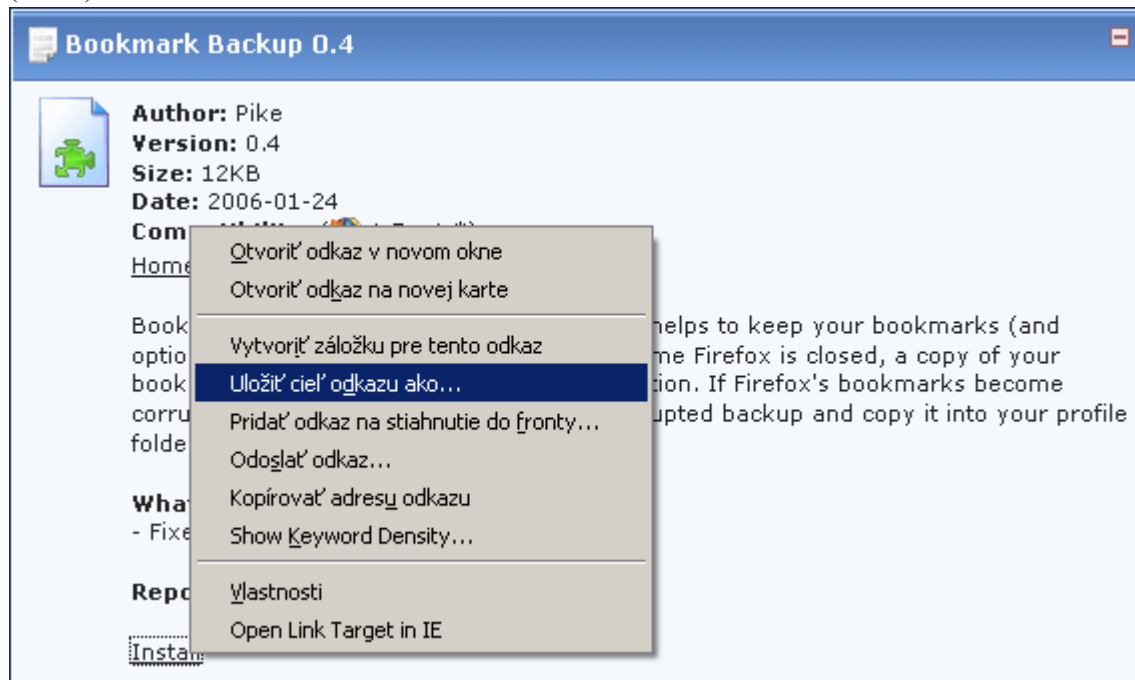 Bookmark Backup 0.4
Author: Pike
Version: 0.4
Size: 12KB
Date: 2006-01-24
Com
Home
Otvoriť odkaz v novom okne
Otvoriť odkaz na novej karte
Vytvoriť záložku pre tento odkaz
Uložiť cieľ odkazu ako...
Pridať odkaz na stiahnutie do fronty...
Odoslať odkaz...
Kopírovať adresu odkazu
Show Keyword Density...
Vlastnosti
Open Link Target in IE
Book helps to keep your bookmarks (and
optio me Firefox is closed, a copy of your
book tion. If Firefox's bookmarks become
corru upted backup and copy it into your profile
folde
What
- Fixe
Repo
Install